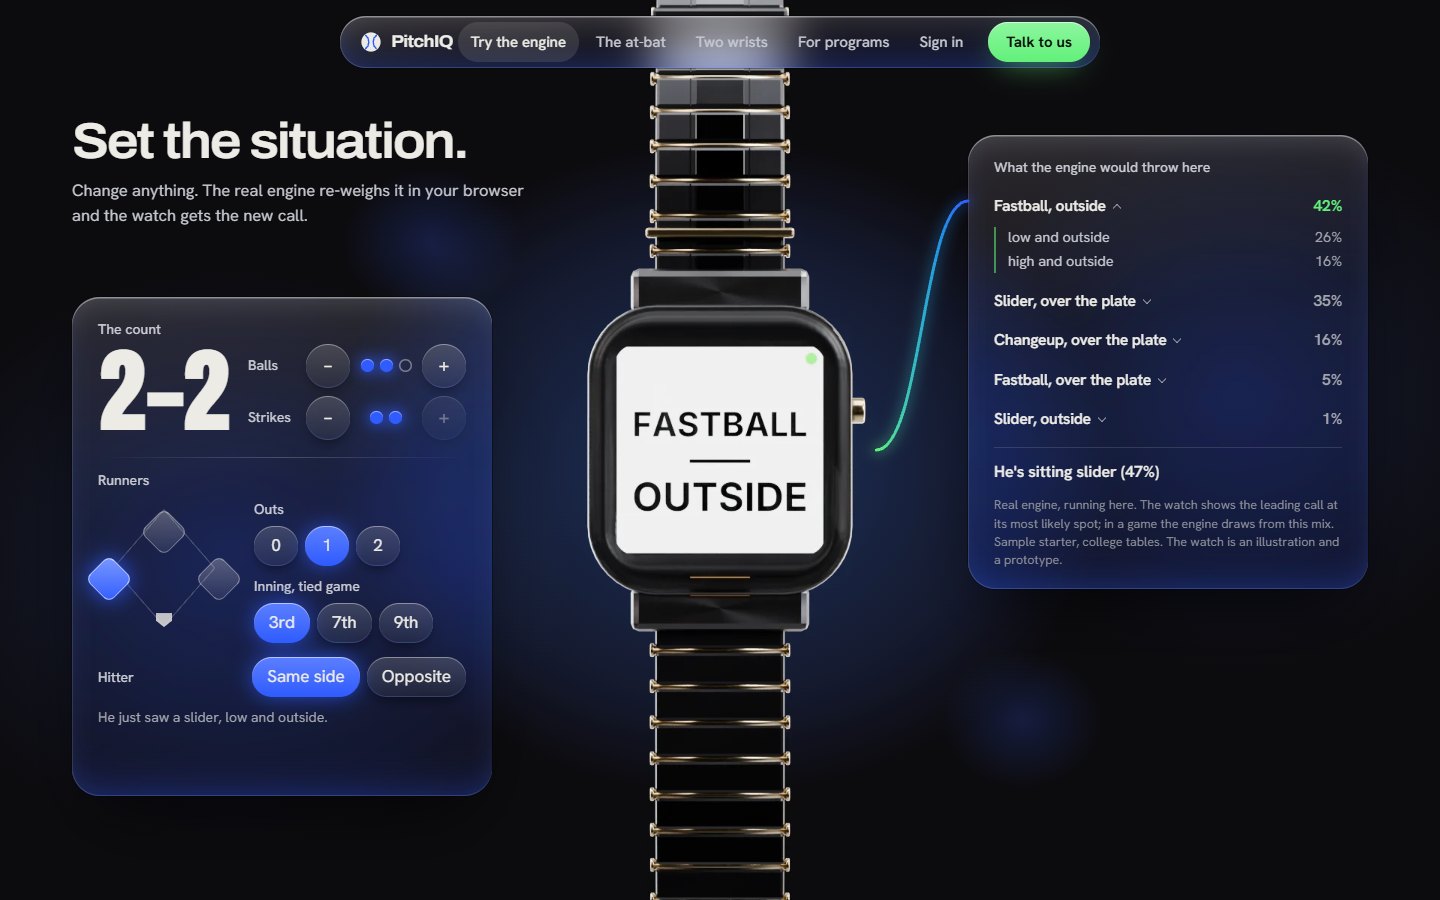 PitchIQ
Try the engine
The at-bat
Two wrists
For programs
Sign in
Talk to us
Set the situation.
Change anything. The real engine re-weighs it in your browser
and the watch gets the new call.
The count
2–2
Balls
−
+
Strikes
−
+
Runners
Outs
0
1
2
Inning, tied game
3rd
7th
9th
Hitter
Same side
Opposite
He just saw a slider, low and outside.
FASTBALL
OUTSIDE
What the engine would throw here
Fastball, outside 42%
low and outside 26%
high and outside 16%
Slider, over the plate 35%
Changeup, over the plate 16%
Fastball, over the plate 5%
Slider, outside 1%
He's sitting slider (47%)
Real engine, running here. The watch shows the leading call at
its most likely spot; in a game the engine draws from this mix.
Sample starter, college tables. The watch is an illustration and
a prototype.